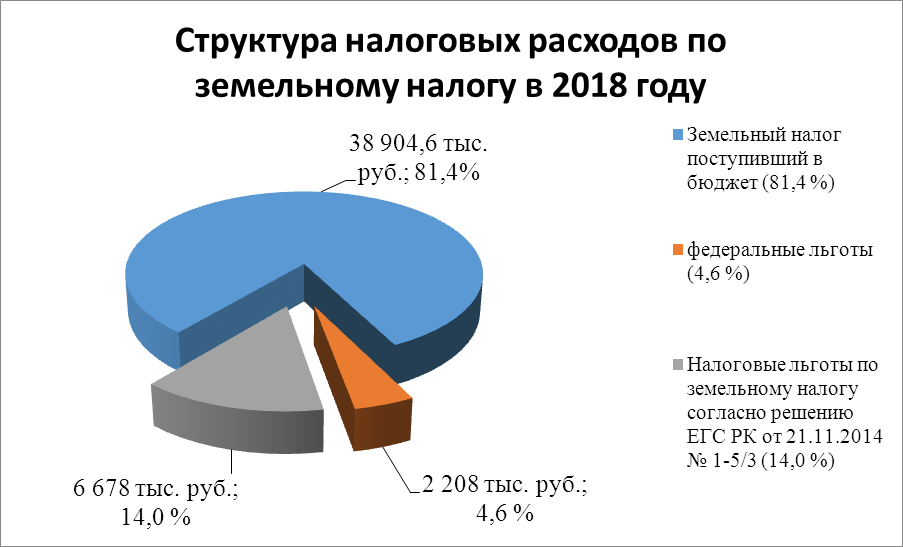 Структура налоговых расходов по
земельному налогу в 2018 году
38 904,6 тыс.
руб.; 81,4%
Земельный налог
поступивший в
бюджет (81,4 %)
федеральные льготы
(4,6 %)
Налоговые льготы по
земельному налогу
согласно решению
ЕГС РК от 21.11.2014
№ 1-5/3 (14,0 %)
6 678 тыс. руб.;
14,0 %
2 208 тыс. руб.;
4,6 %